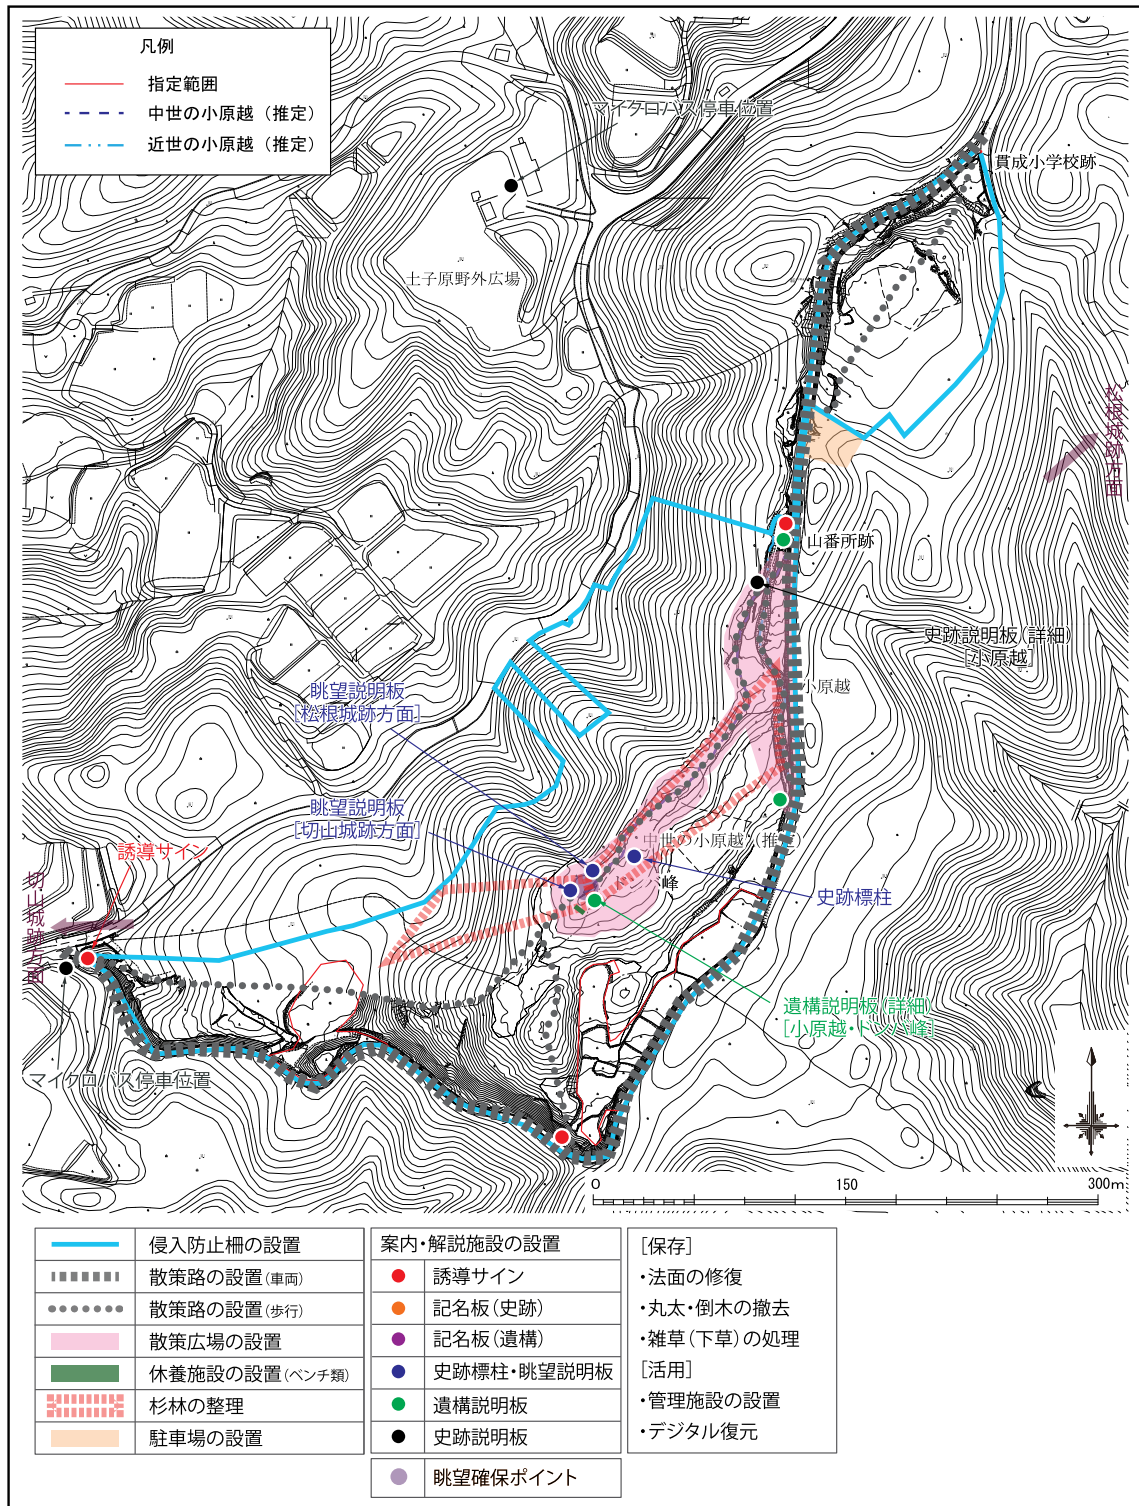 凡例
指定範囲
中世の小原越（推定）
近世の小原越（推定）
マイクロバス停車位置
貫成小学校跡
土子原野外広場
松根城跡方面
山番所跡
史跡説明板（詳細）
［小原越］
小原越
眺望説明板
［松根城跡方面］
眺望説明板
［切山城跡方面］
中世の小原越（推定）
ドンバ峰
史跡標柱
誘導サイン
切山城跡方面
遺構説明板（詳細）
［小原越・ドンバ峰］
マイクロバス停車位置
0
150
300m
侵入防止柵の設置
散策路の設置（車両）
散策路の設置（歩行）
散策広場の設置
休養施設の設置（ベンチ類）
杉林の整理
駐車場の設置
案内・解説施設の設置
誘導サイン
記名板（史跡）
記名板（遺構）
史跡標柱・眺望説明板
遺構説明板
史跡説明板
眺望確保ポイント
［保存］
・法面の修復
・丸太・倒木の撤去
・雑草（下草）の処理
［活用］
・管理施設の設置
・デジタル復元